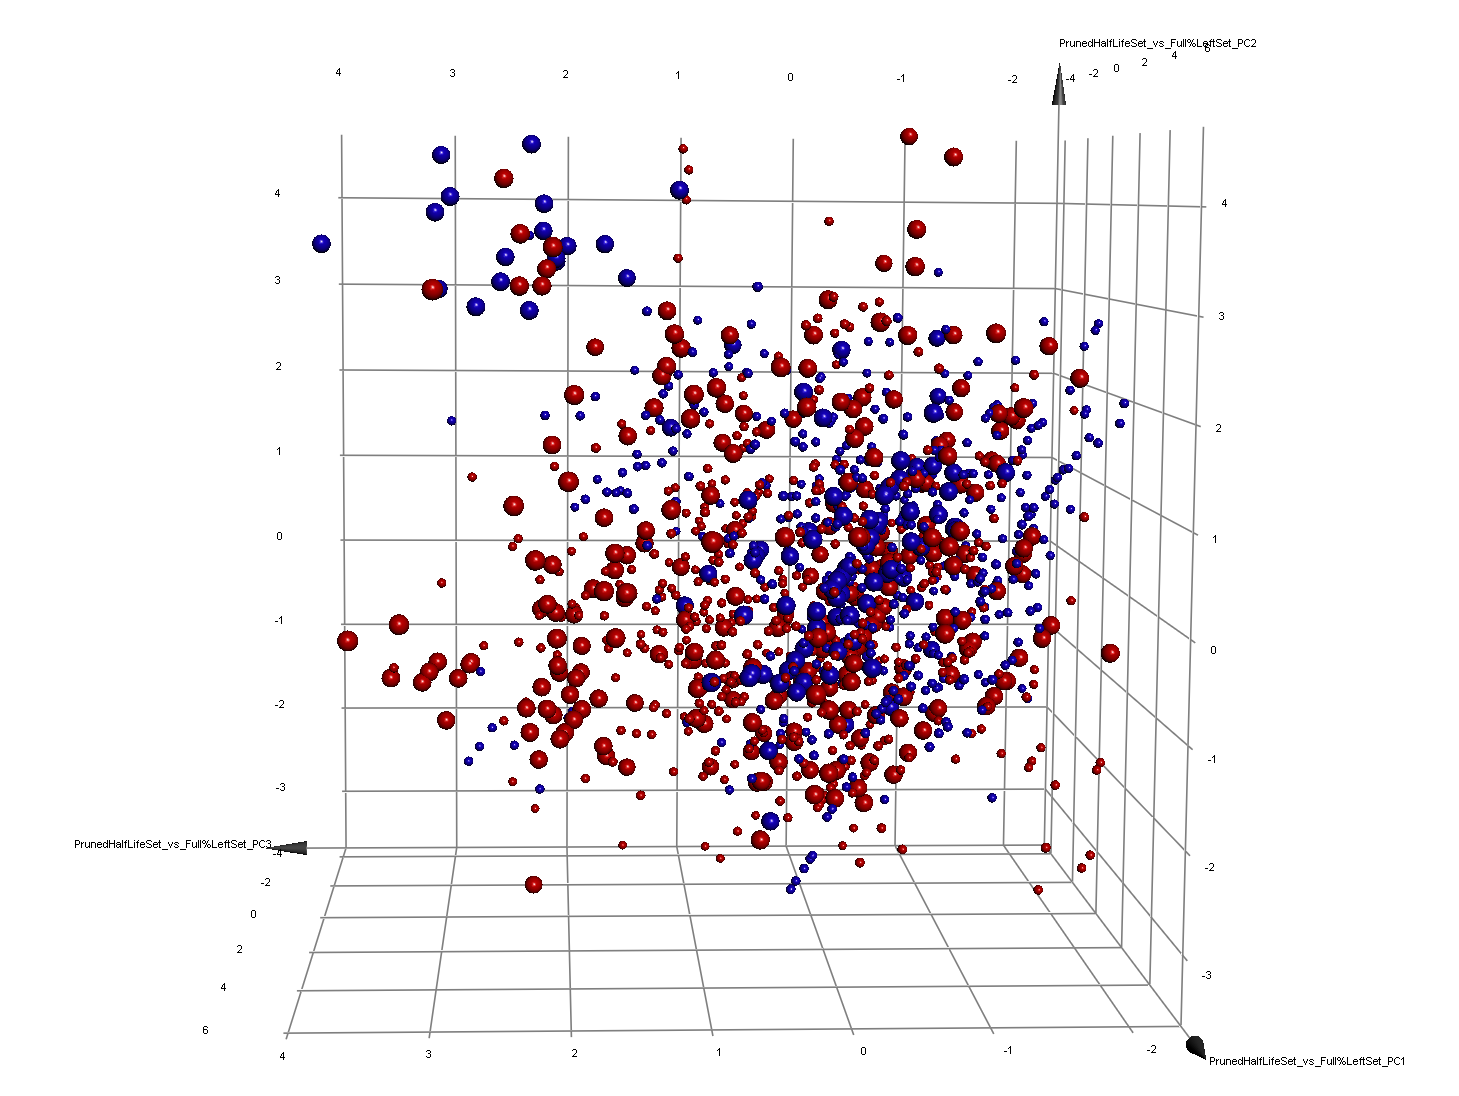 PrunedHalfLifeSet_vs_Full%LeftSet_PC2
4 3 2 1 0 -1 -2 -4 -2 0 2 4 6
4 4
3 3
2 2
1 1
0 0
-1 -1
-2 -2
-3 -3
PrunedHalfLifeSet_vs_Full%LeftSet_PC3
-4
-2
0
2
4
6
4 3 2 1 0 -1 -2
PrunedHalfLifeSet_vs_Full%LeftSet_PC1